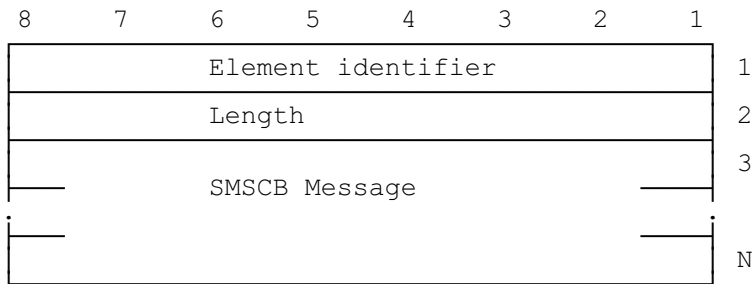 8 7 6 5 4 3 2 1
Element identifier 1
Length 2
3
SMSCB Message
N